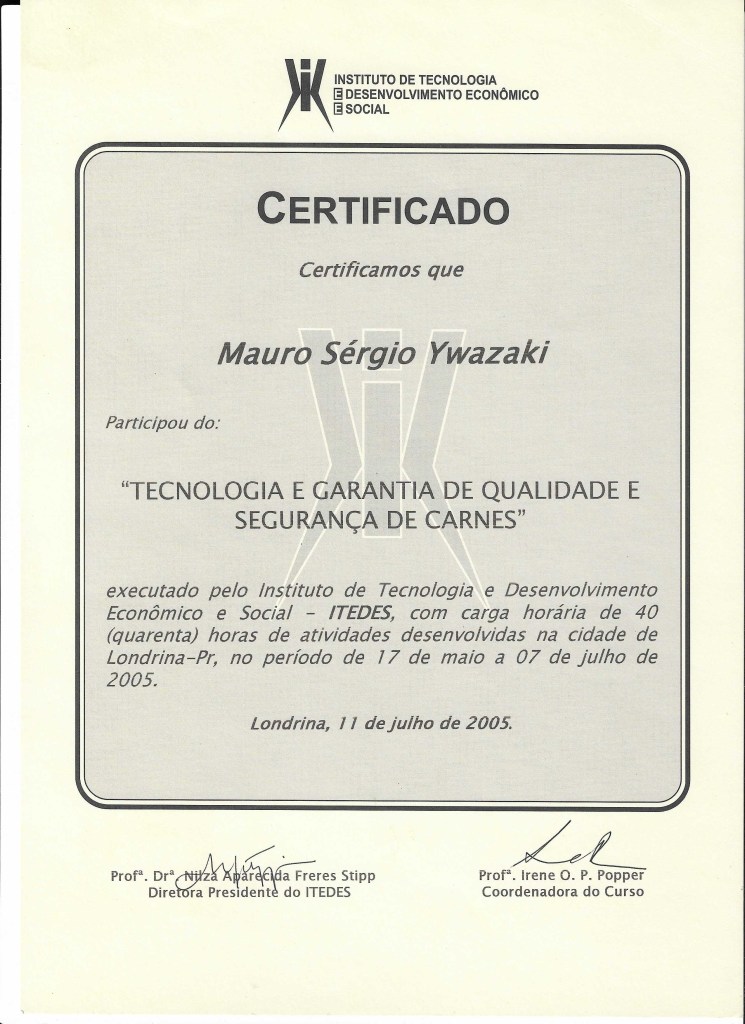 INSTITUTO DE TECNOLOGIA
E DESENVOLVIMENTO ECONÔMICO
E SOCIAL
CERTIFICADO
Certificamos que
Mauro Sérgio Ywazaki
Participou do:
“TECNOLOGIA E GARANTIA DE QUALIDADE E
SEGURANÇA DE CARNES”
executado pelo Instituto de Tecnologia e Desenvolvimento
Econômico e Social – ITEDES, com carga horária de 40
(quarenta) horas de atividades desenvolvidas na cidade de
Londrina-Pr, no período de 17 de maio a 07 de julho de
2005.
Londrina, 11 de julho de 2005.
Profª. Drª. Nilza Aparecida Freres Stipp
Diretora Presidente do ITEDES
Profª. Irene O. P. Popper
Coordenadora do Curso